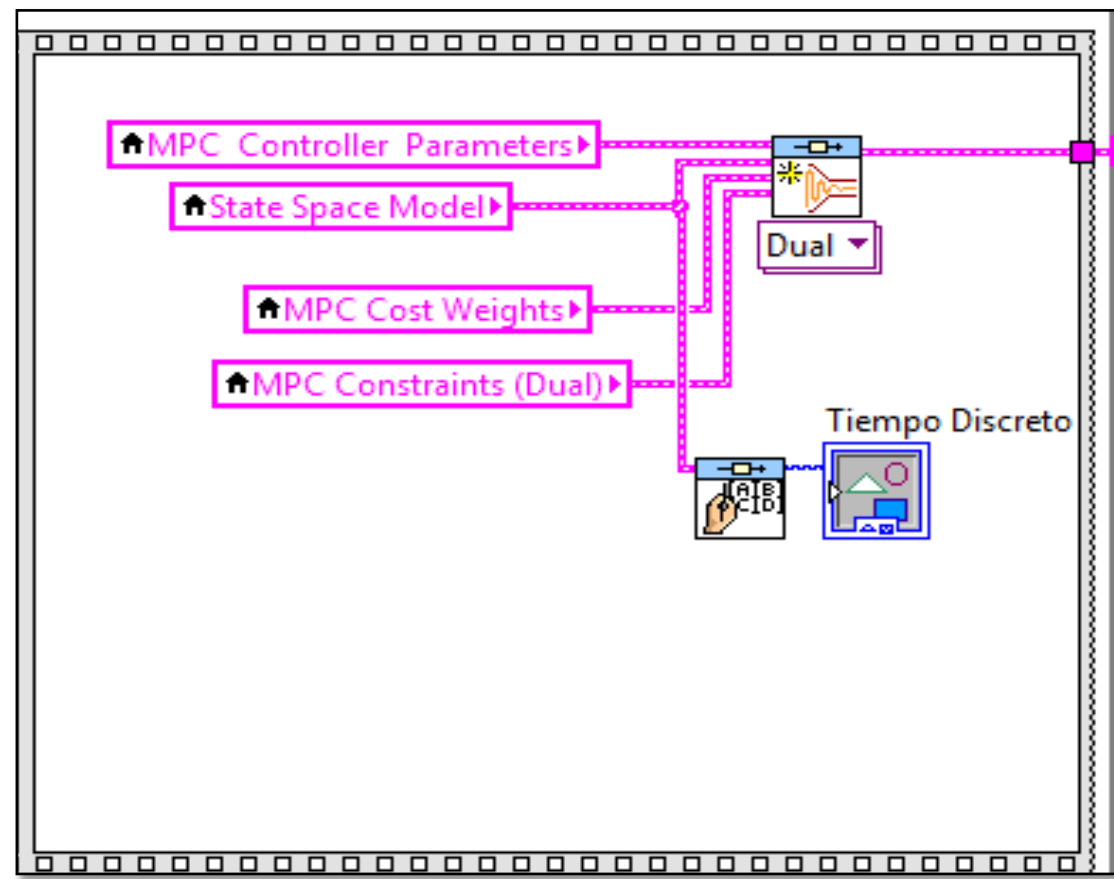 MPC Controller Parameters
State Space Model
Dual
MPC Cost Weights
MPC Constraints (Dual)
Tiempo Discreto
A B
C D